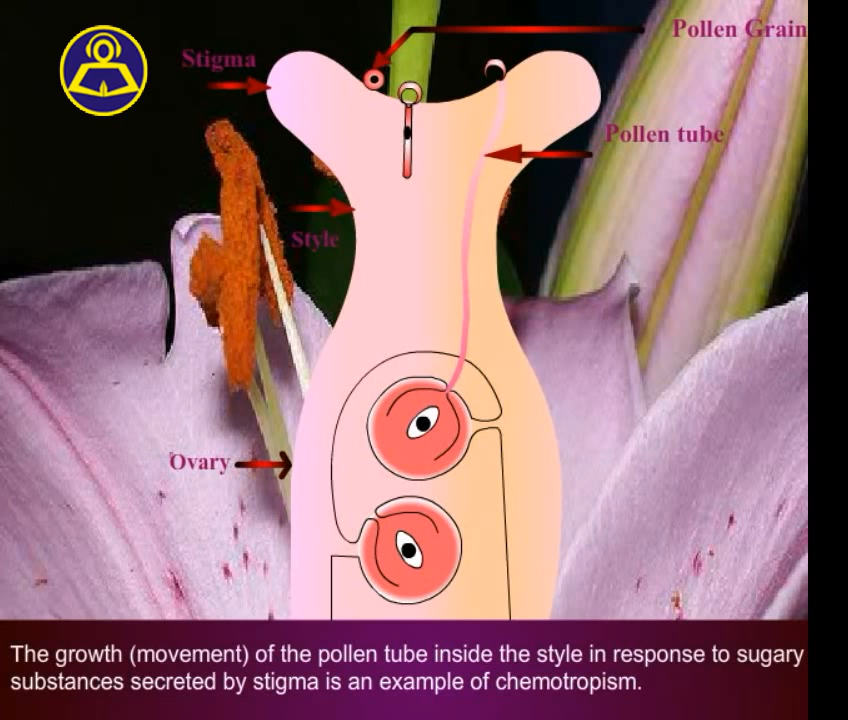 Pollen Grain
Stigma
Pollen tube
Style
Ovary
The growth (movement) of the pollen tube inside the style in response to sugary
substances secreted by stigma is an example of chemotropism.